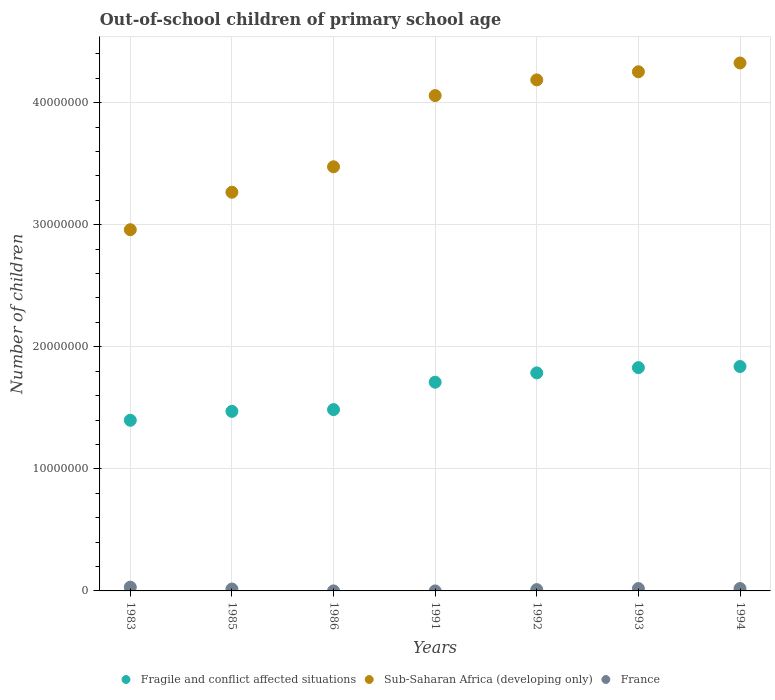 Out-of-school children of primary school age
Number of children
40000000
30000000
20000000
10000000
0
1983
1985
1986
1991
1992
1993
1994
Years
Fragile and conflict affected situations
Sub-Saharan Africa (developing only)
France